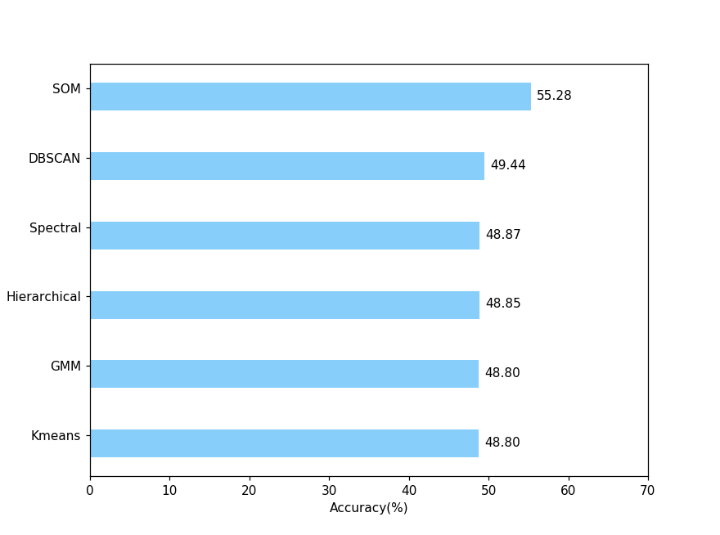 SOM
55.28
DBSCAN
49.44
Spectral
48.87
Hierarchical
48.85
GMM
48.80
Kmeans
48.80
0 10 20 30 40 50 60 70
Accuracy(%)